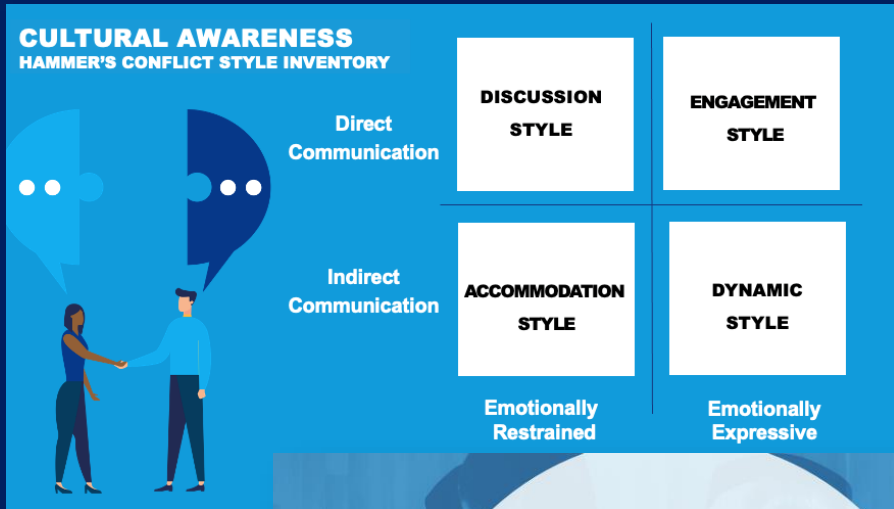 CULTURAL AWARENESS
HAMMER'S CONFLICT STYLE INVENTORY
Direct
Communication
DISCUSSION
STYLE
ENGAGEMENT
STYLE
Indirect
Communication
ACCOMMODATION
STYLE
DYNAMIC
STYLE
Emotionally
Restrained
Emotionally
Expressive